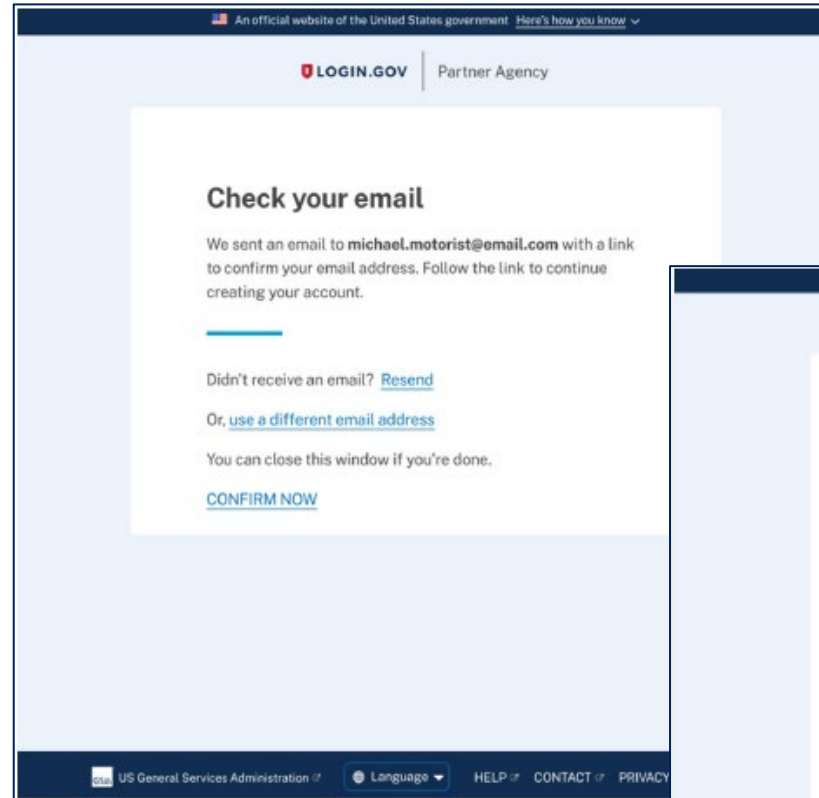 An official website of the United States government Here's how you know
LOGIN.GOV Partner Agency
Check your email
We sent an email to michael.motorist@email.com with a link
to confirm your email address. Follow the link to continue
creating your account.
Didn't receive an email? Resend
Or, use a different email address
You can close this window if you're done.
CONFIRM NOW
GSA US General Services Administration Language HELP CONTACT PRIVACY